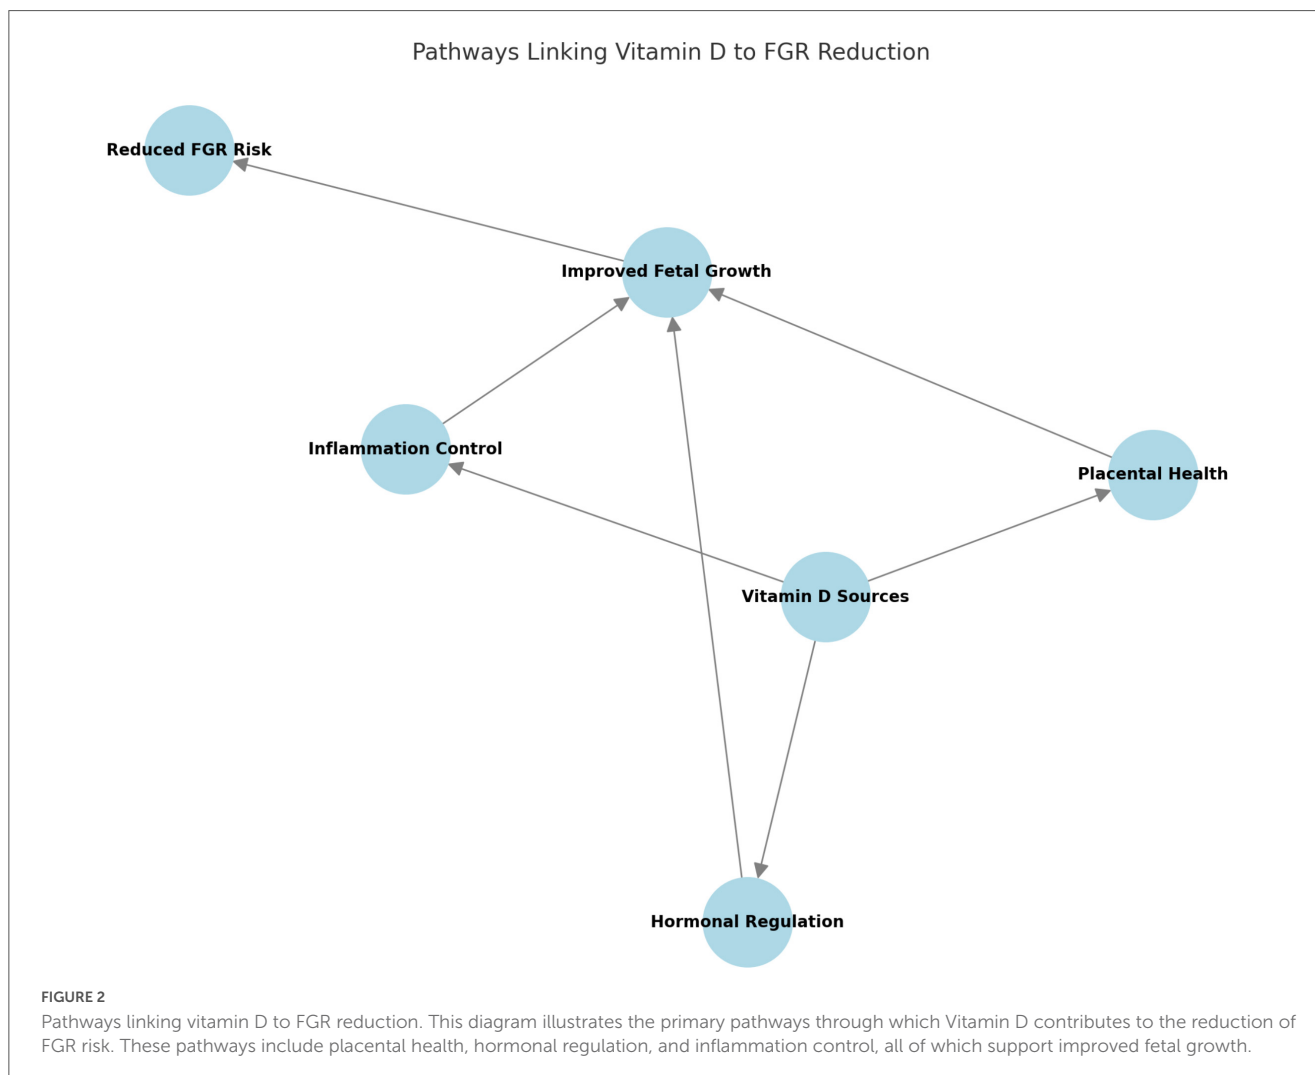 Pathways Linking Vitamin D to FGR Reduction
Reduced FGR Risk
Improved Fetal Growth
Inflammation Control
Placental Health
Vitamin D Sources
Hormonal Regulation
FIGURE 2
Pathways linking vitamin D to FGR reduction. This diagram illustrates the primary pathways through which Vitamin D contributes to the reduction of
FGR risk. These pathways include placental health, hormonal regulation, and inflammation control, all of which support improved fetal growth.